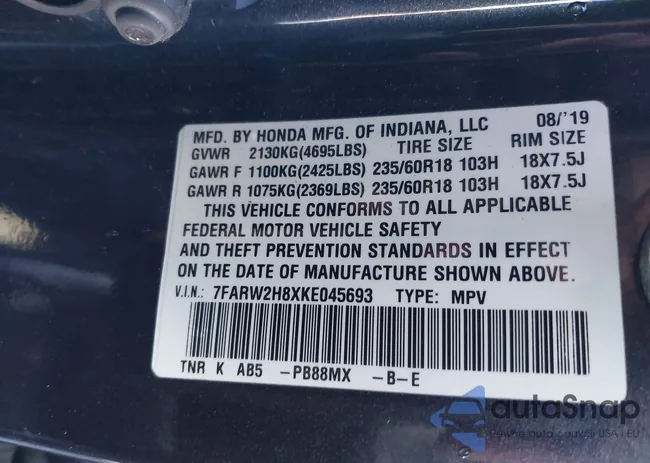 MFD. BY HONDA MFG. OF INDIANA, LLC 08/'19
GVWR 2130KG(4695LBS) TIRE SIZE RIM SIZE
GAWR F 1100KG(2425LBS) 235/60R18 103H 18X7.5J
GAWR R 1075KG(2369LBS) 235/60R18 103H 18X7.5J
THIS VEHICLE CONFORMS TO ALL APPLICABLE
FEDERAL MOTOR VEHICLE SAFETY
AND THEFT PREVENTION STANDARDS IN EFFECT
ON THE DATE OF MANUFACTURE SHOWN ABOVE.
V.I.N.: 7FARW2H8XKE045693 TYPE: MPV
TNR K AB5 -PB88MX -B-E
autoSnap
USA I EU